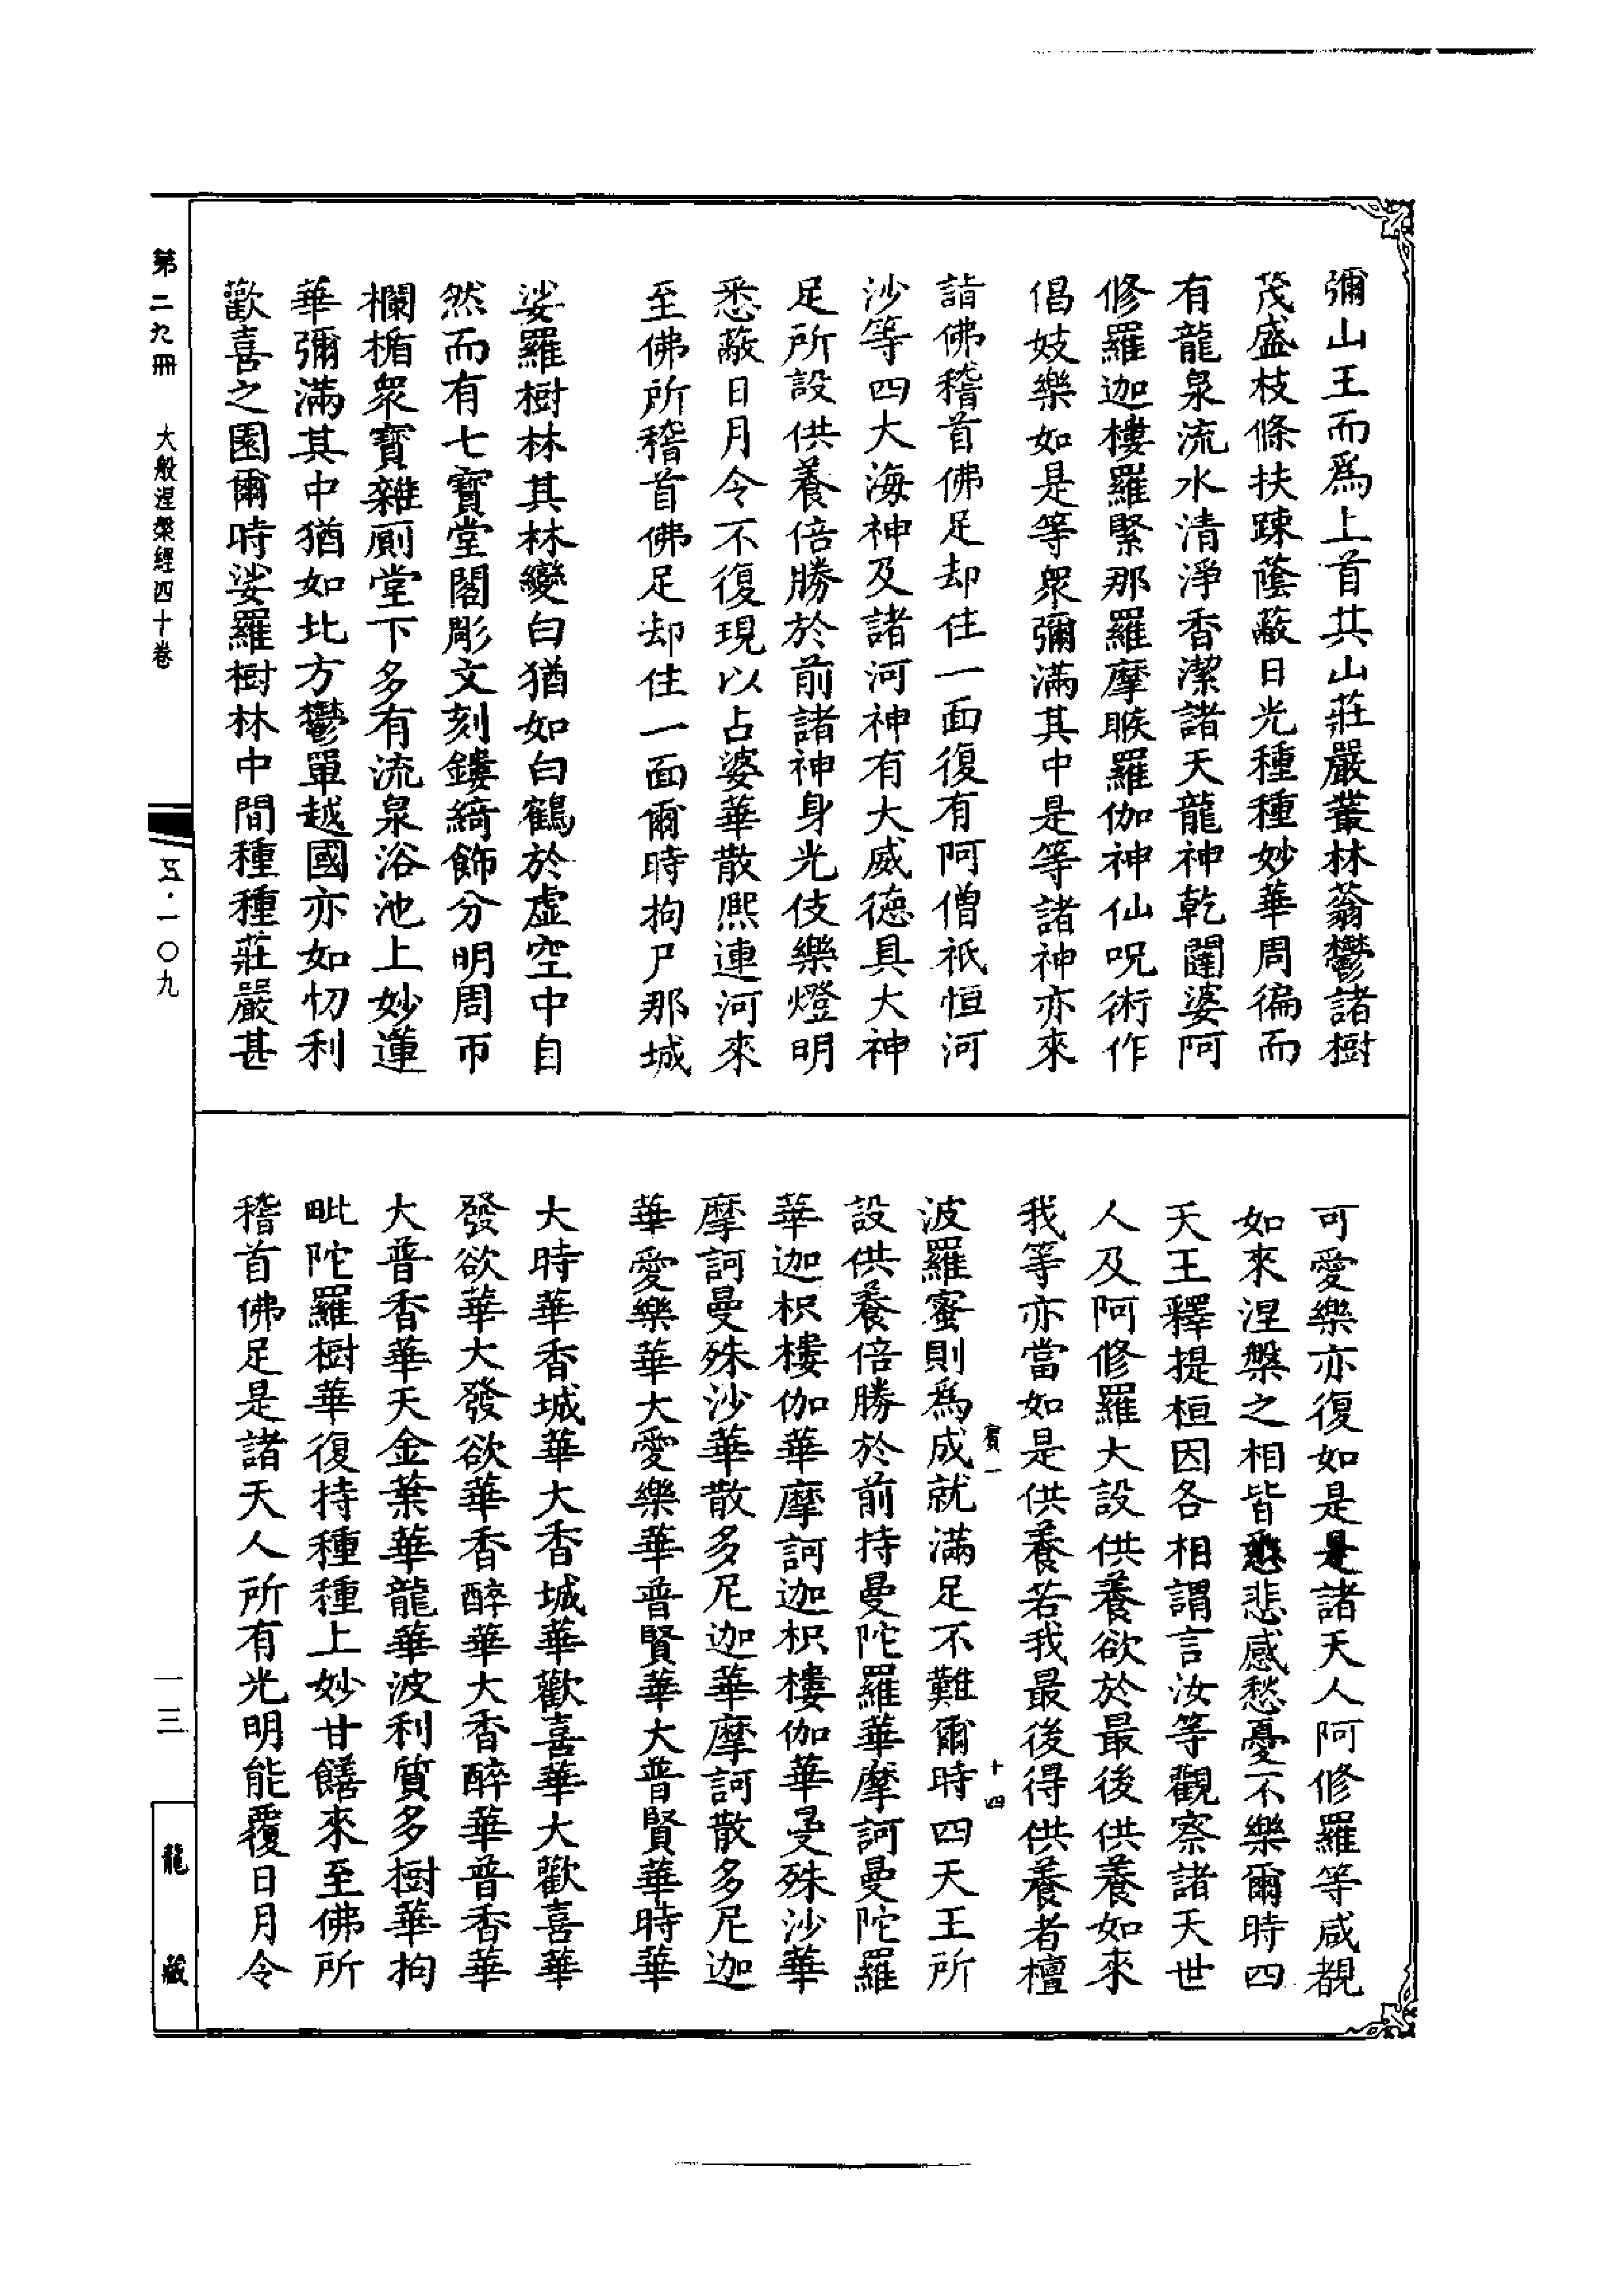 彌山王而爲上首其山莊嚴叢林蓊鬱諸樹
茂盛枝條扶踈蔭蔽日光種種妙華周徧而
有龍泉流水清淨香潔諸天龍神乾闥婆阿
修羅迦樓羅緊那羅摩睺羅伽神仙呪術作
倡妓樂如是等衆彌滿其中是等諸神亦來
詣佛稽首佛足却住一面復有阿僧祇恒河
沙等四大海神及諸河神有大威德具大神
足所設供養倍勝於前諸神身光伎樂燈明
悉蔽日月令不復現以占婆華散熙連河來
至佛所稽首佛足却住一面爾時拘尸那城
娑羅樹林其林變白猶如白鶴於虛空中自
然而有七寶堂閣彫文刻鏤綺飾分明周帀
欄楯衆寶雜廁堂下多有流泉浴池上妙蓮
華彌滿其中猶如北方鬱單越國亦如忉利
歡喜之園爾時娑羅樹林中間種種莊嚴甚
可愛樂亦復如是是諸天人阿修羅等咸覩
如來涅槃之相皆悉悲感愁憂不樂爾時四
天王釋提桓因各相謂言汝等觀察諸天世
人及阿修羅大設供養欲於最後供養如來
我等亦當如是供養若我最後得供養者檀
賓一
十四
波羅蜜則爲成就滿足不難爾時四天王所
設供養倍勝於前持曼陀羅華摩訶曼陀羅
華迦枳樓伽華摩訶迦枳樓伽華曼殊沙華
摩訶曼殊沙華散多尼迦華摩訶散多尼迦
華愛樂華大愛樂華普賢華大普賢華時華
大時華香城華大香城華歡喜華大歡喜華
發欲華大發欲華香醉華大香醉華普香華
大普香華天金葉華龍華波利質多樹華拘
毗陀羅樹華復持種種上妙甘饍來至佛所
稽首佛足是諸天人所有光明能覆日月令
第二九冊
大般涅槃經四十卷
五·一〇九
一三
龍藏